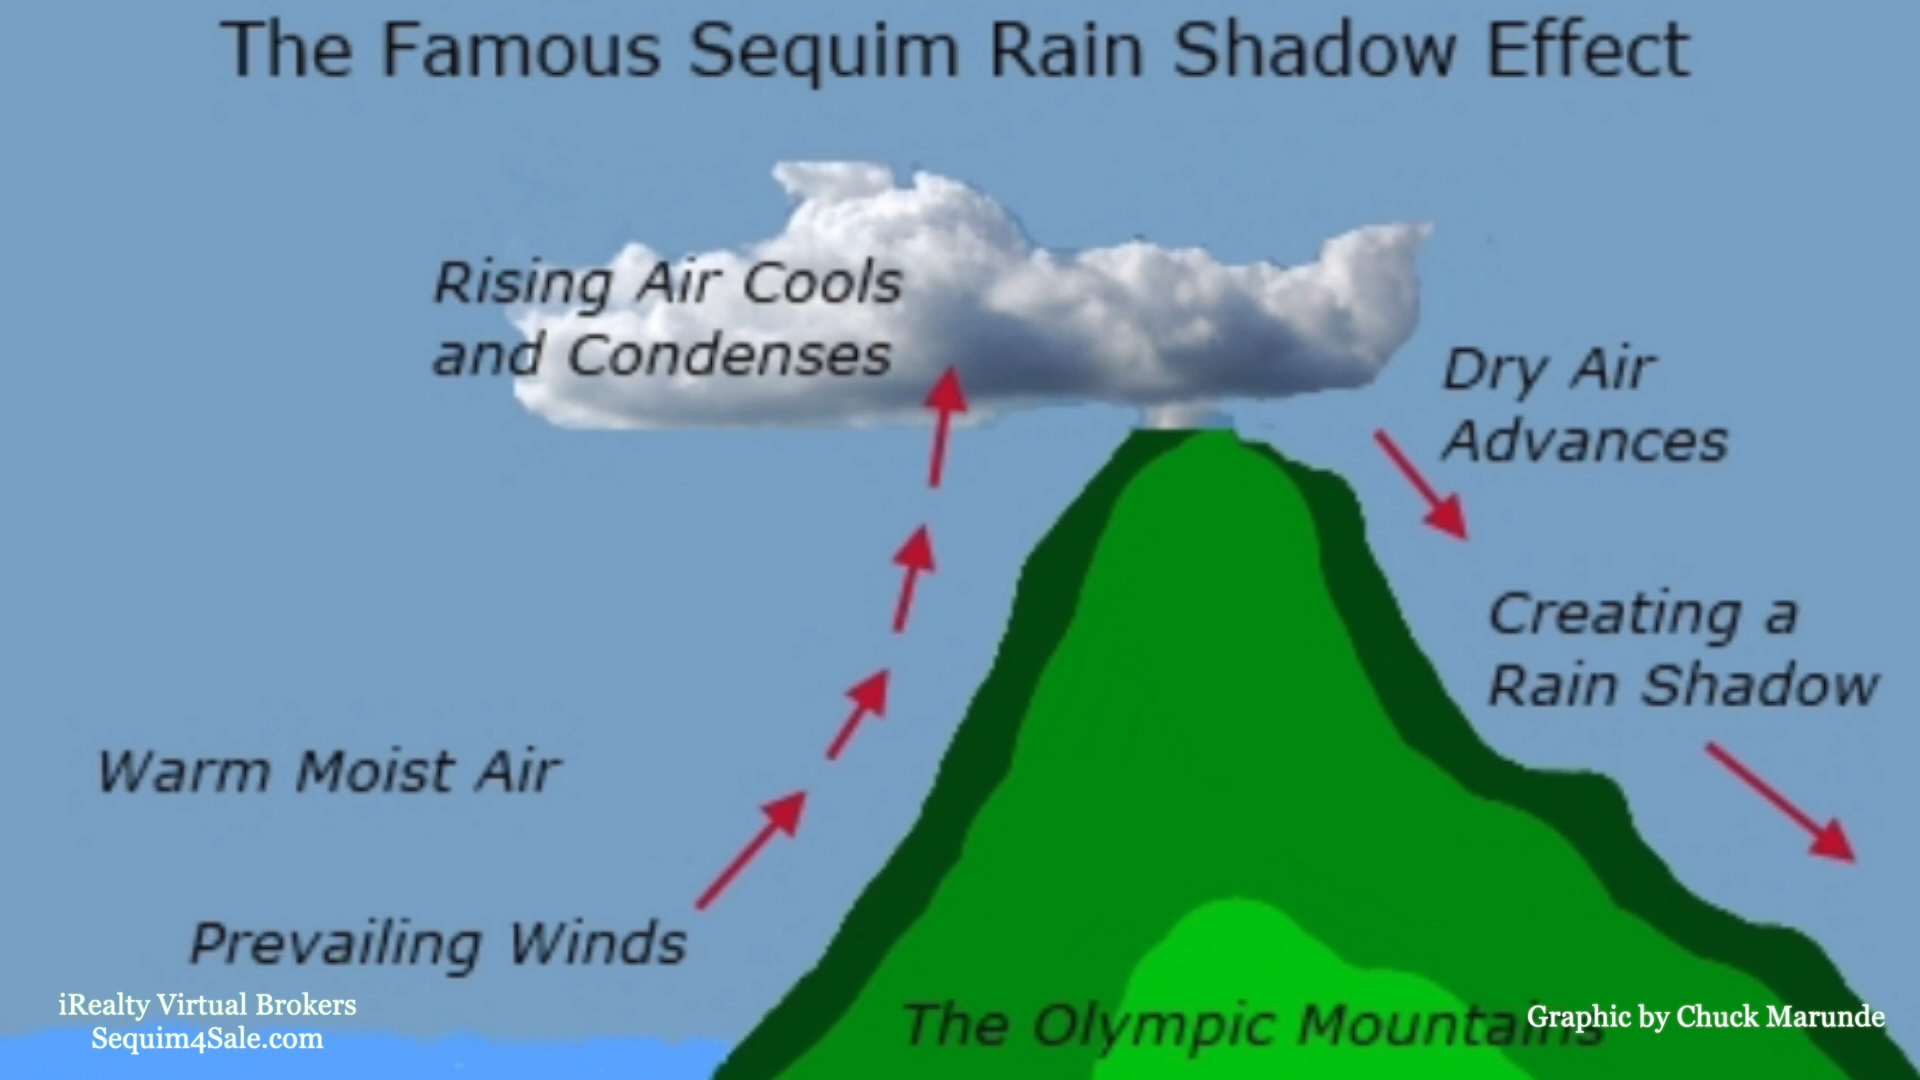 The Famous Sequim Rain Shadow Effect
Rising Air Cools
and Condenses
Dry Air
Advances
Creating a
Rain Shadow
Warm Moist Air
Prevailing Winds
The Olympic Mountains
iRealty Virtual Brokers
Sequim4Sale.com
Graphic by Chuck Marunde